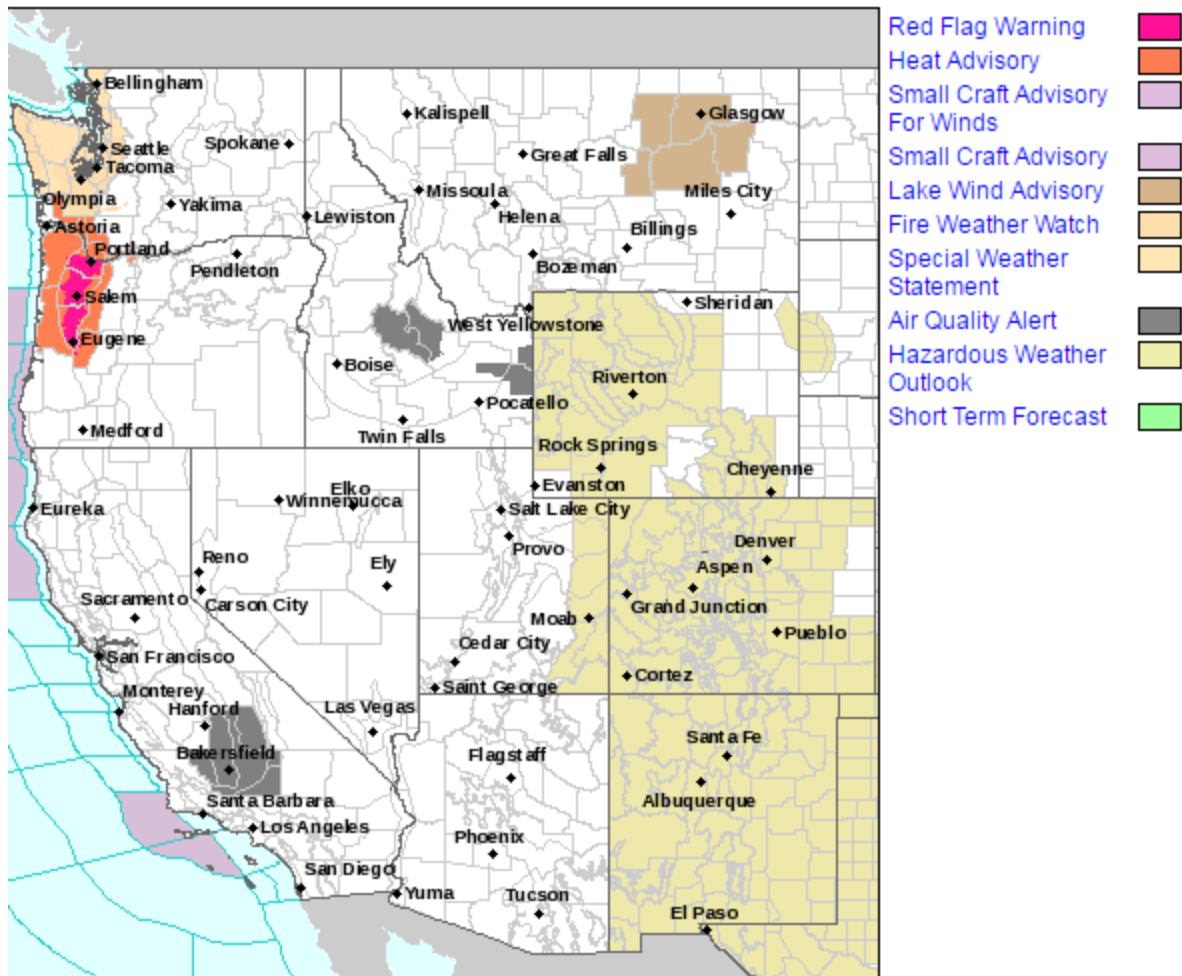 Red Flag Warning
Heat Advisory
Small Craft Advisory
For Winds
Small Craft Advisory
Lake Wind Advisory
Fire Weather Watch
Special Weather
Statement
Air Quality Alert
Hazardous Weather
Outlook
Short Term Forecast
Bellingham
Kalispell
Glasgow
Seattle
Spokane
Great Falls
Tacoma
Olympia
Missoula
Miles City
Yakima
Lewiston
Helena
Astoria
Billings
Portland
Pendleton
Bozeman
Salem
Sheridan
West Yellowstone
Eugene
Boise
Riverton
Pocatello
Medford
Twin Falls
Rock Springs
Cheyenne
Evanston
Elko
Winnemucca
Eureka
Salt Lake City
Provo
Denver
Reno
Ely
Aspen
Sacramento
Carson City
Grand Junction
Moab
Pueblo
Cedar City
San Francisco
Cortez
Saint George
Monterey
Hanford
Las Vegas
Santa Fe
Bakersfield
Flagstaff
Albuquerque
Santa Barbara
Los Angeles
Phoenix
San Diego
Yuma
Tucson
El Paso